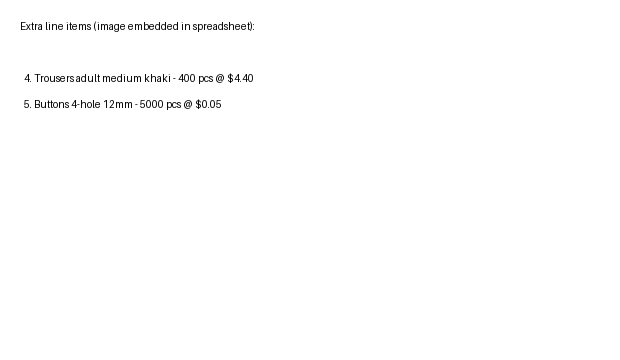 Extra line items (image embedded in spreadsheet):
4. Trousers adult medium khaki - 400 pcs @ $4.40
5. Buttons 4-hole 12mm - 5000 pcs @ $0.05